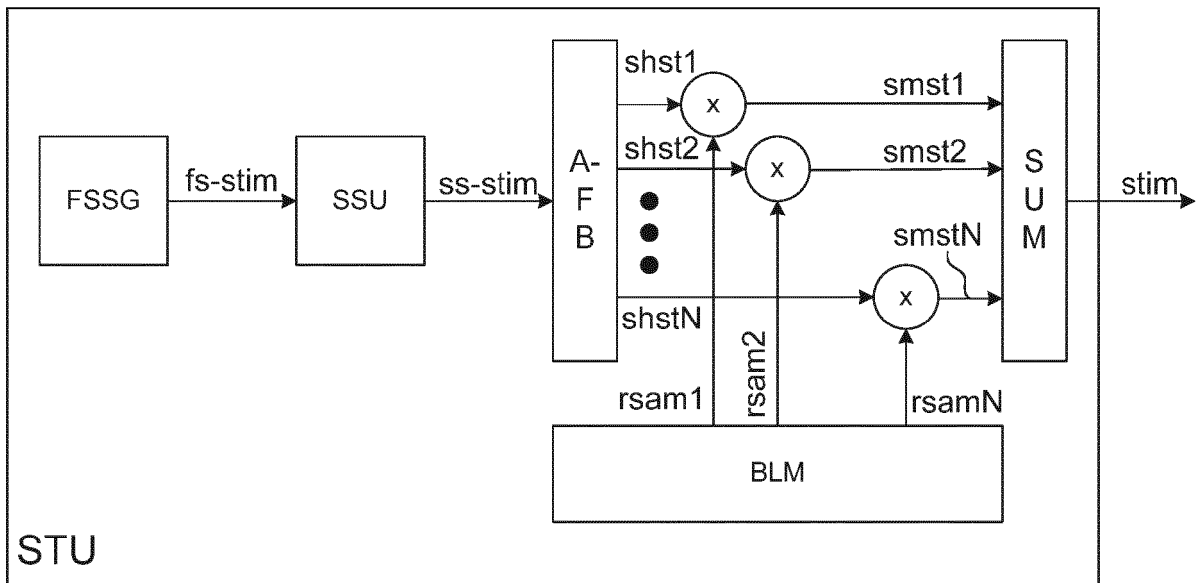 shst1
x
smst1
shst2
x
smst2
A-
F
B
S
U
M
FSSG
fs-stim
SSU
ss-stim
stim
smstN
x
shstN
rsam1
rsam2
rsamN
BLM
STU